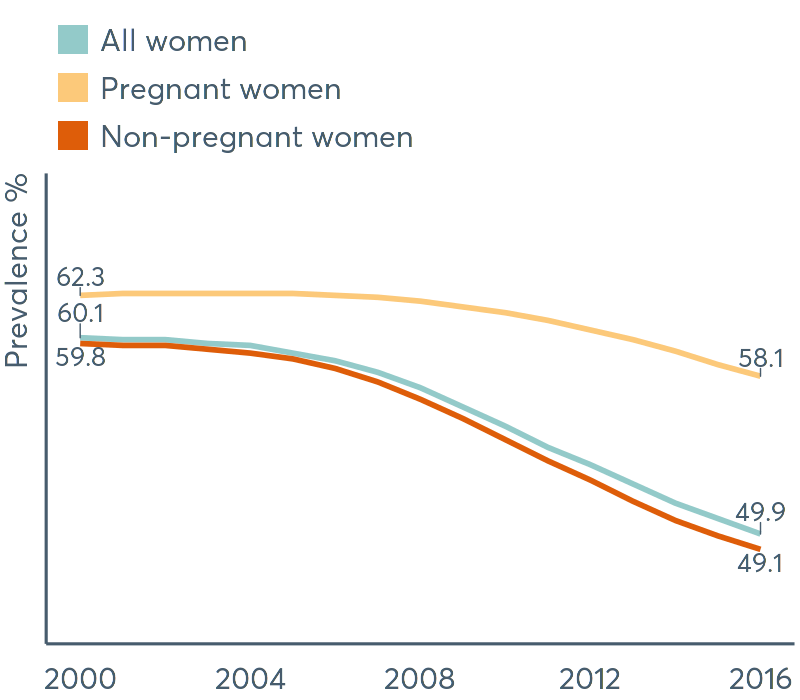 All women
Pregnant women
Non-pregnant women
Prevalence %
62.3
60.1
59.8
58.1
49.9
49.1
2000 2004 2008 2012 2016